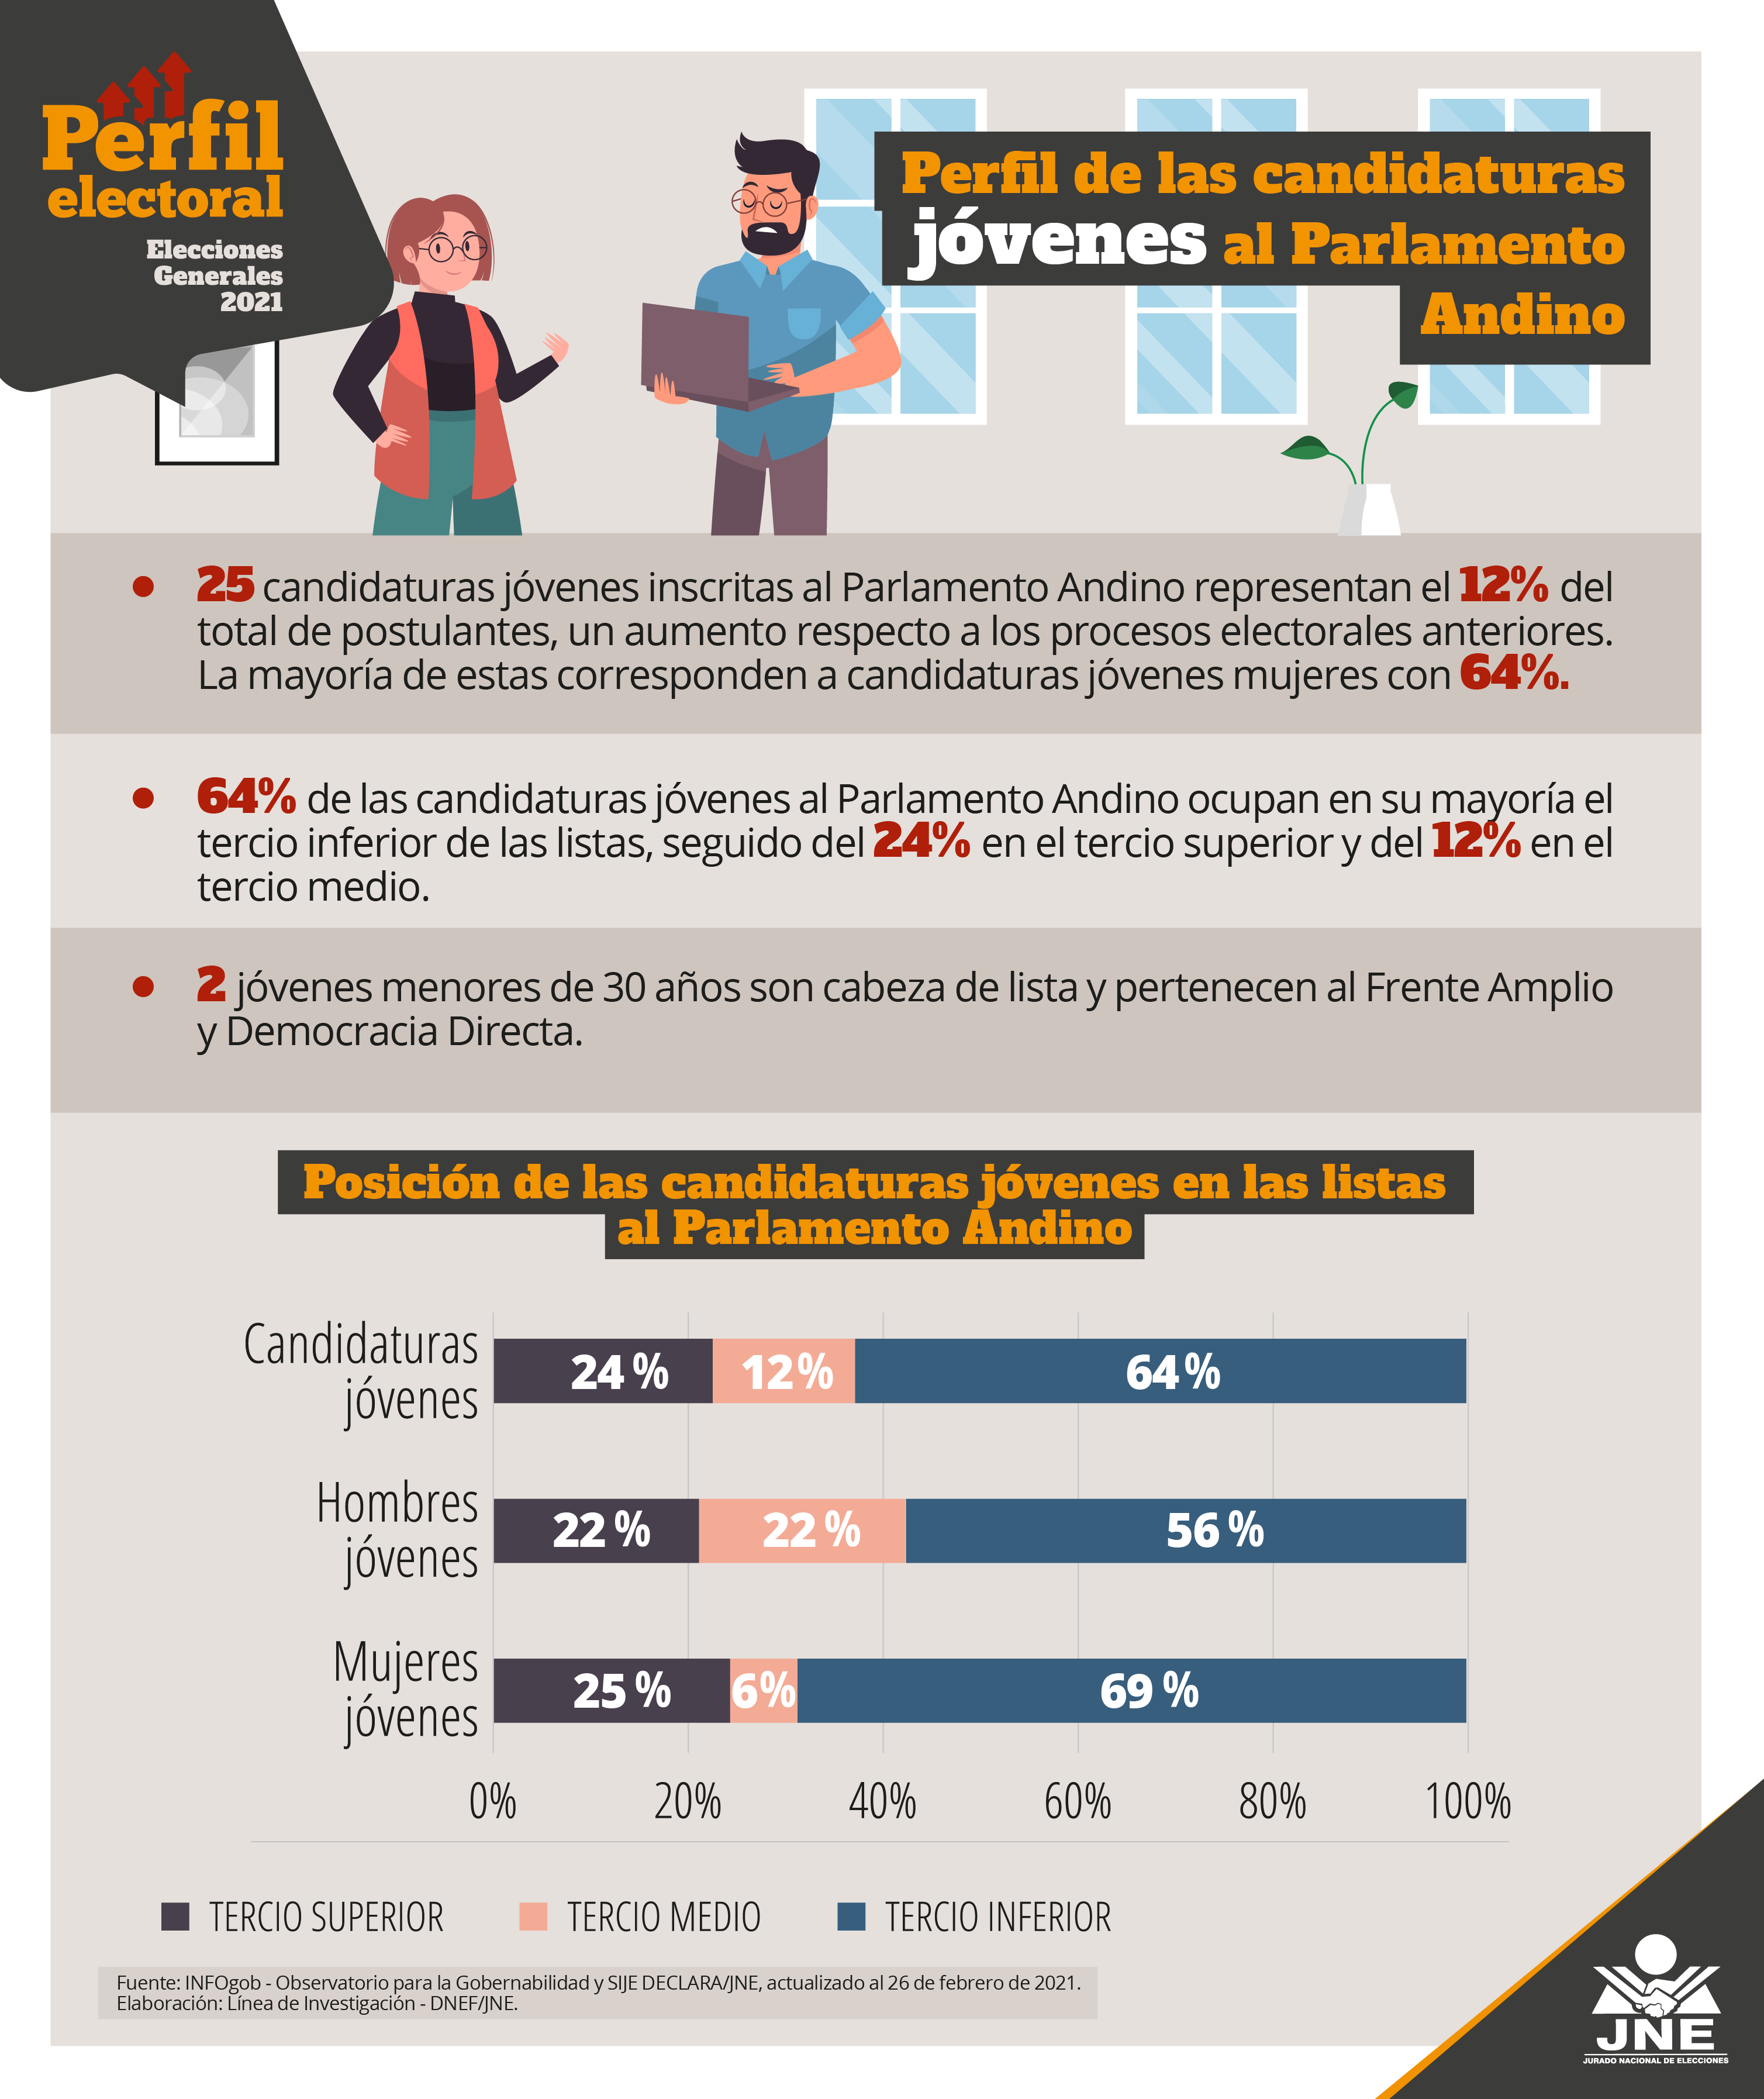 Perfil
electoral
Elecciones
Generales
2021
Perfil de las candidaturas
jóvenes al Parlamento
Andino
25 candidaturas jóvenes inscritas al Parlamento Andino representan el 12% del
total de postulantes, un aumento respecto a los procesos electorales anteriores.
La mayoría de estas corresponden a candidaturas jóvenes mujeres con 64%.
64% de las candidaturas jóvenes al Parlamento Andino ocupan en su mayoría el
tercio inferior de las listas, seguido del 24% en el tercio superior y del 12% en el
tercio medio.
2 jóvenes menores de 30 años son cabeza de lista y pertenecen al Frente Amplio
y Democracia Directa.
Posición de las candidaturas jóvenes en las listas
al Parlamento Andino
Candidaturas
jóvenes
24 % 12 % 64 %
Hombres
jóvenes
22 % 22 % 56 %
Mujeres
jóvenes
25 % 6% 69 %
0% 20% 40% 60% 80% 100%
TERCIO SUPERIOR TERCIO MEDIO TERCIO INFERIOR
Fuente: INFOgob - Observatorio para la Gobernabilidad y SIJE DECLARA/JNE, actualizado al 26 de febrero de 2021.
Elaboración: Línea de Investigación - DNEF/JNE.
JNE
JURADO NACIONAL DE ELECCIONES